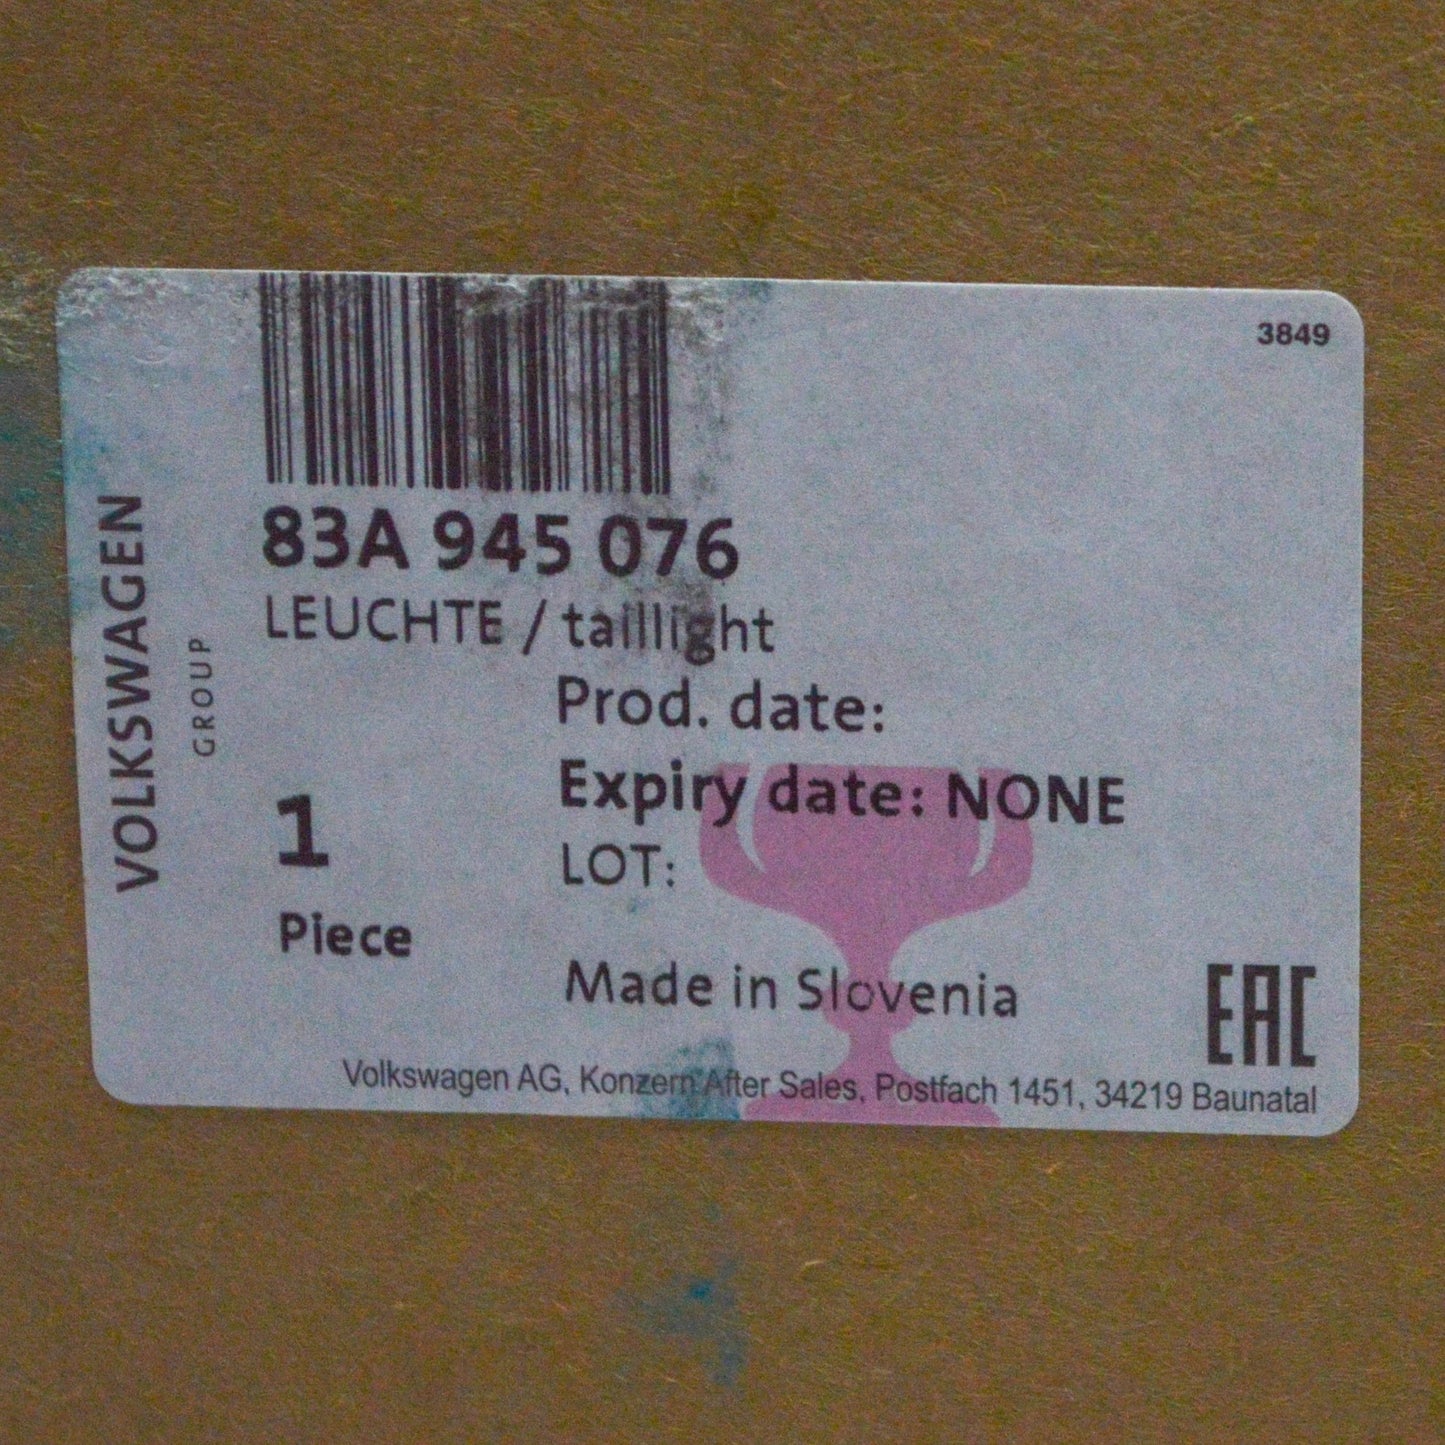 3849
83A 945 076
LEUCHTE / taillight
Prod. date:
Expiry date: NONE
LOT:
1
Piece
Made in Slovenia
EAC
Volkswagen AG, Konzern After Sales, Postfach 1451, 34219 Baunatal
VOLKSWAGEN
GROUP